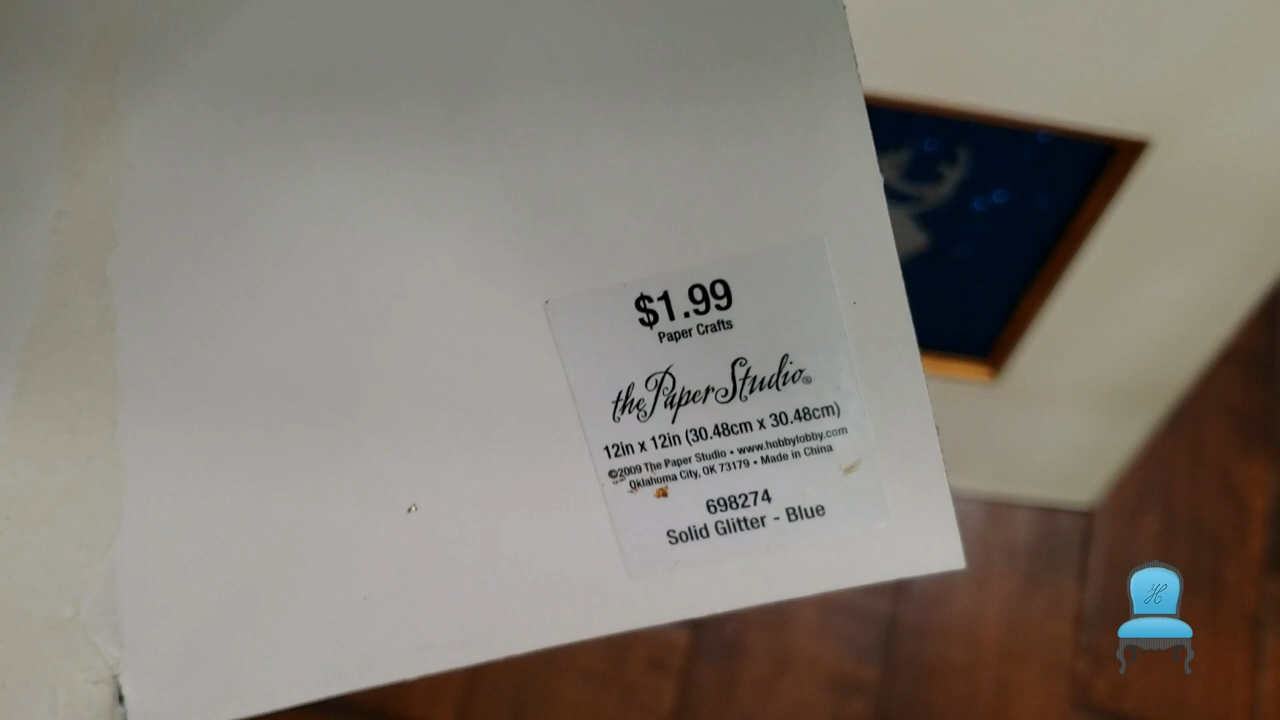 $1.99
Paper Crafts
the Paper Studio®
12in x 12in (30.48cm x 30.48cm)
©2009 The Paper Studio • www.hobbylobby.com
Oklahoma City, OK 73179 • Made in China
698274
Solid Glitter - Blue
H